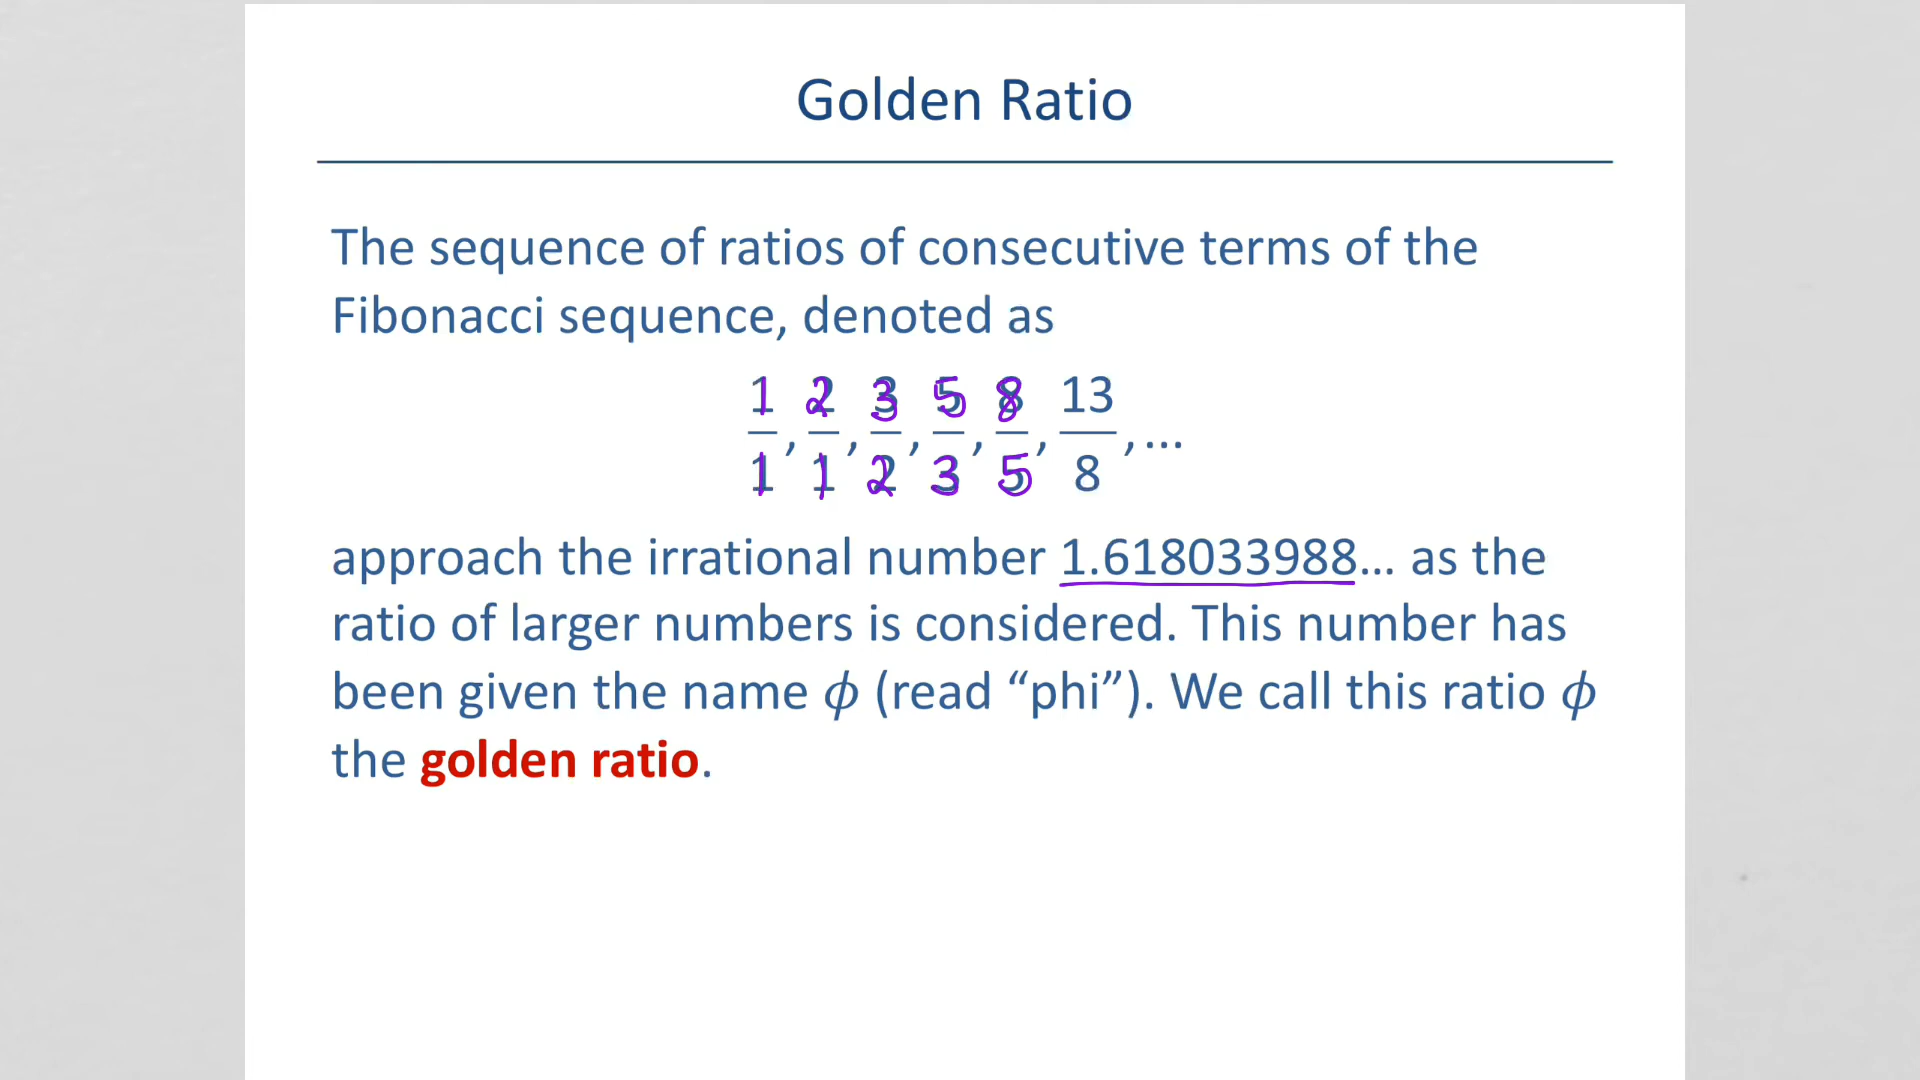 Golden Ratio
The sequence of ratios of consecutive terms of the
Fibonacci sequence, denoted as
1/1, 2/1, 3/2, 5/3, 8/5, 13/8, ...
approach the irrational number 1.618033988... as the
ratio of larger numbers is considered. This number has
been given the name ϕ (read “phi”). We call this ratio ϕ
the golden ratio.